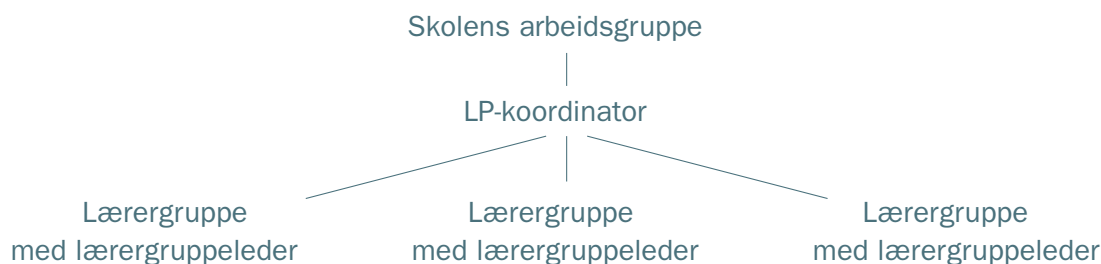 Skolens arbeidsgruppe
LP-koordinator
Lærergruppe
med lærergruppeleder
Lærergruppe
med lærergruppeleder
Lærergruppe
med lærergruppeleder